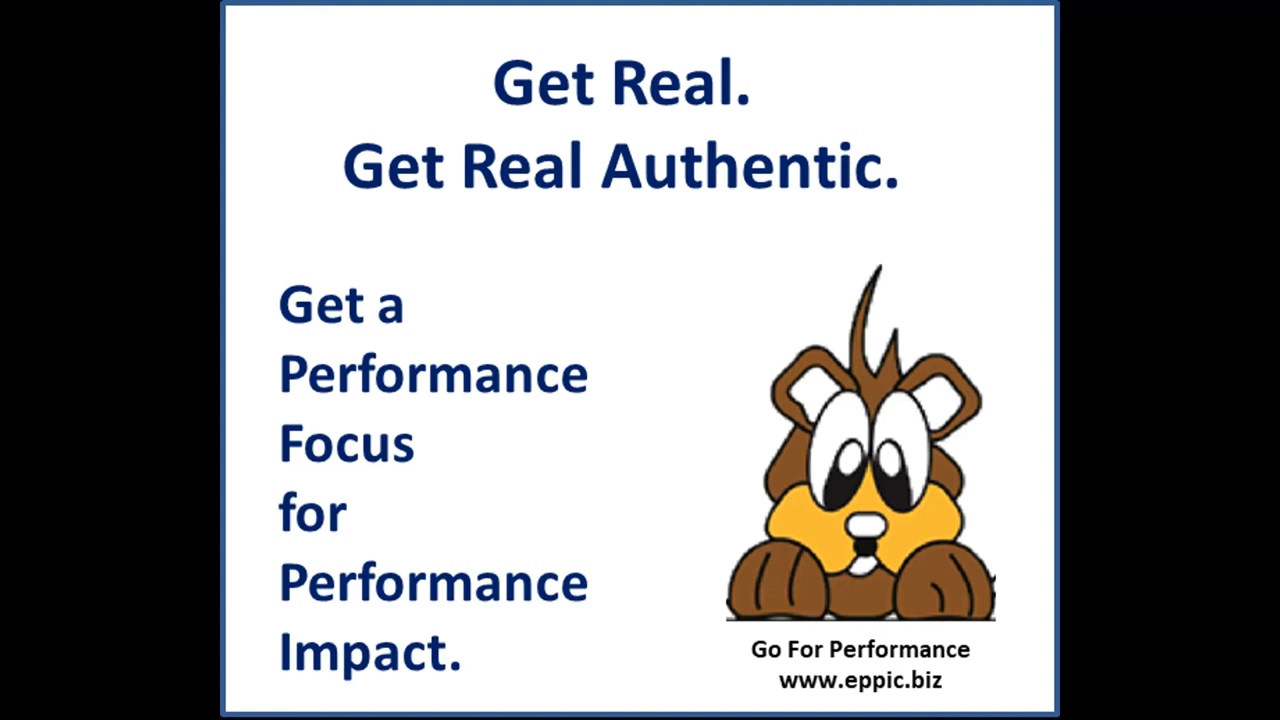 Get Real.
Get Real Authentic.
Get a
Performance
Focus
for
Performance
Impact.
Go For Performance
www.eppic.biz